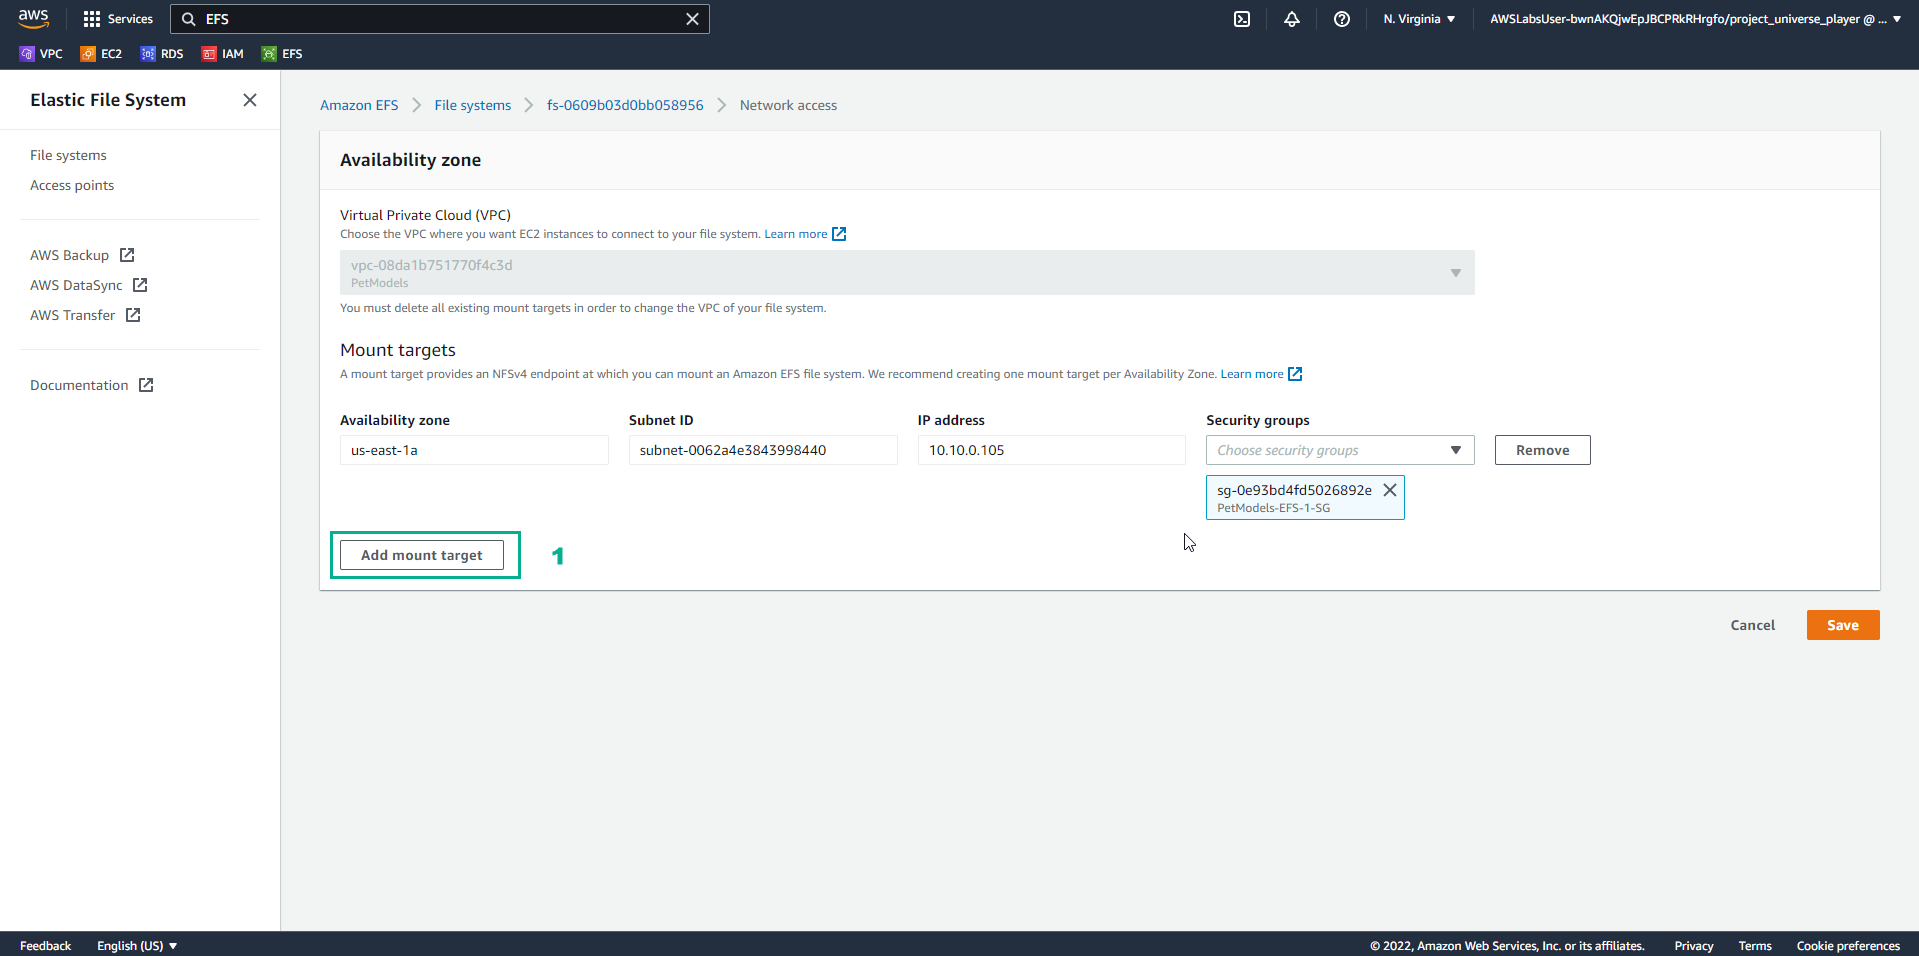 aws
Services
EFS
N. Virginia
AWSLabsUser-bwnAKQjwEpJBCPRkRHrgfo/project_universe_player @ ...
VPC
EC2
RDS
IAM
EFS
Elastic File System
File systems
Access points
AWS Backup
AWS DataSync
AWS Transfer
Documentation
Amazon EFS
File systems
fs-0609b03d0bb058956
Network access
Availability zone
Virtual Private Cloud (VPC)
Choose the VPC where you want EC2 instances to connect to your file system. Learn more
vpc-08da1b751770f4c3d
PetModels
You must delete all existing mount targets in order to change the VPC of your file system.
Mount targets
A mount target provides an NFSv4 endpoint at which you can mount an Amazon EFS file system. We recommend creating one mount target per Availability Zone. Learn more
Availability zone
Subnet ID
IP address
Security groups
us-east-1a
subnet-0062a4e3843998440
10.10.0.105
Choose security groups
Remove
sg-0e93bd4fd5026892e
PetModels-EFS-1-SG
Add mount target
1
Cancel
Save
Feedback
English (US)
© 2022, Amazon Web Services, Inc. or its affiliates.
Privacy
Terms
Cookie preferences